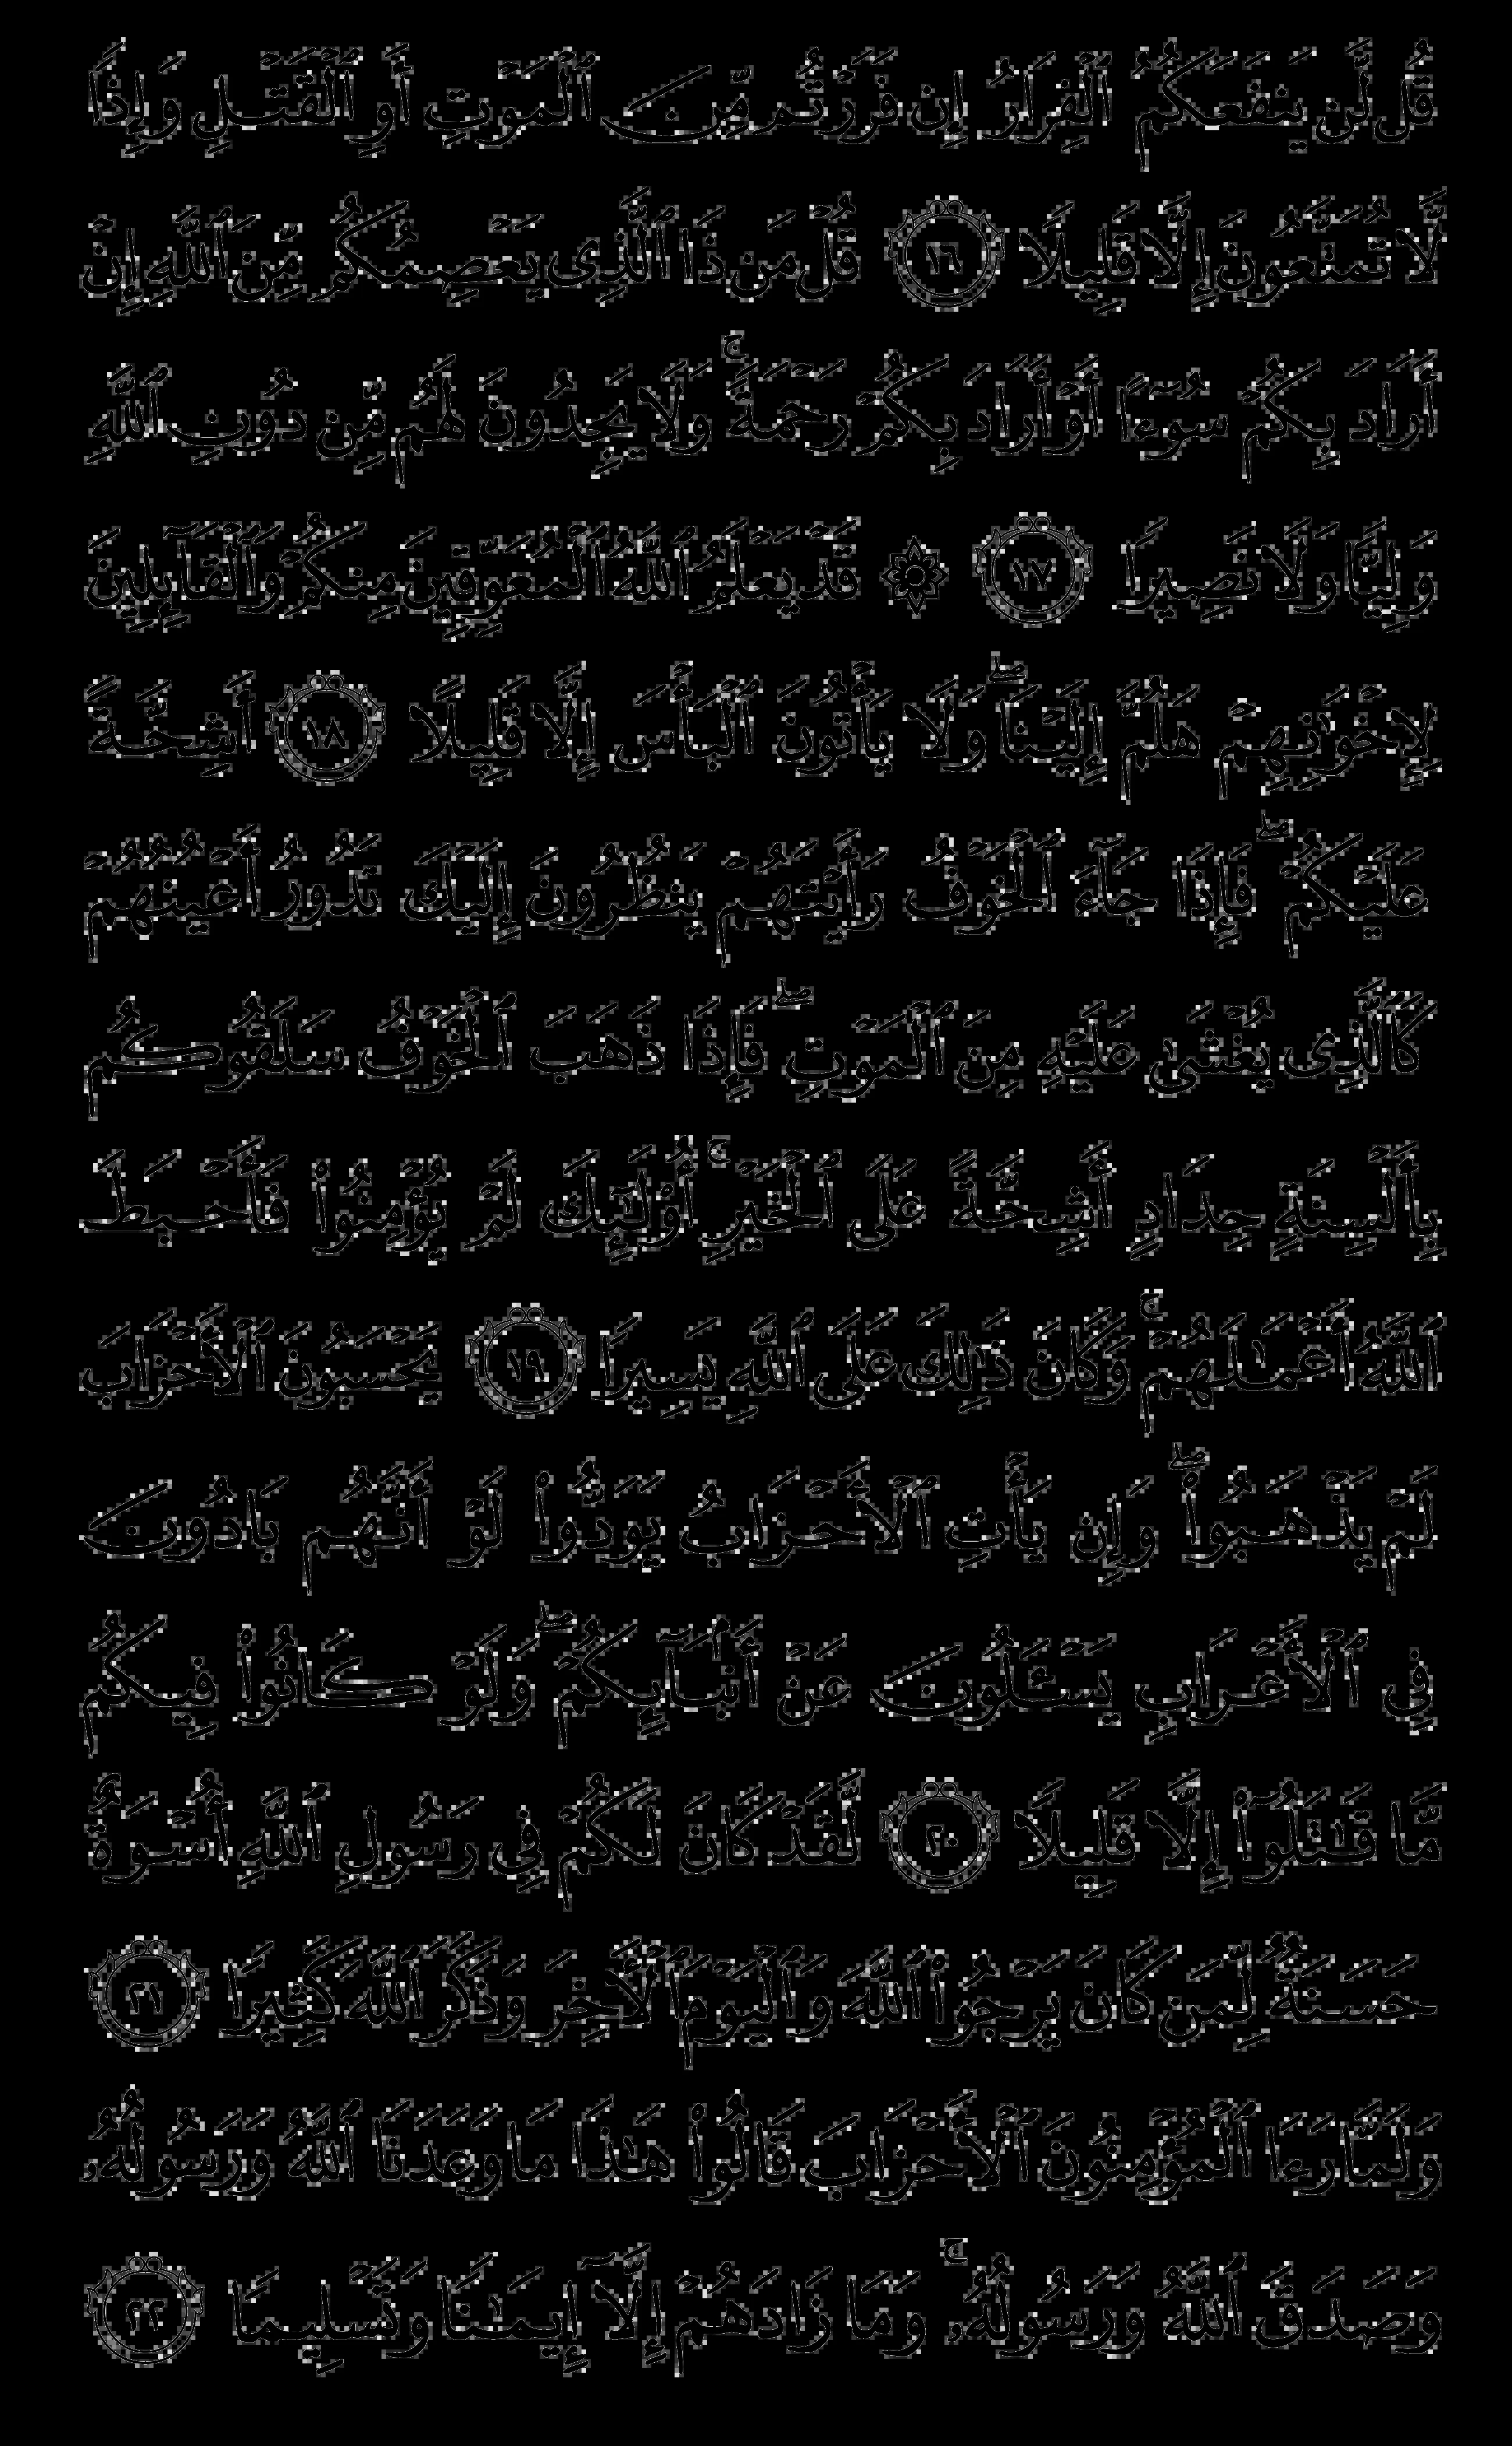 قُل لَّن يَنفَعَكُمُ ٱلْفِرَارُ إِن فَرَرْتُم مِّنَ ٱلْمَوْتِ أَوِ ٱلْقَتْلِ وَإِذًا
لَّا تُمَتَّعُونَ إِلَّا قَلِيلًا ١٦ قُلْ مَن ذَا ٱلَّذِى يَعْصِمُكُم مِّنَ ٱللَّهِ إِنْ
أَرَادَ بِكُمْ سُوٓءًا أَوْ أَرَادَ بِكُمْ رَحْمَةً ۚ وَلَا يَجِدُونَ لَهُم مِّن دُونِ ٱللَّهِ
وَلِيًّا وَلَا نَصِيرًا ١٧ ۞ قَدْ يَعْلَمُ ٱللَّهُ ٱلْمُعَوِّقِينَ مِنكُمْ وَٱلْقَآئِلِينَ
لِإِخْوَٰنِهِمْ هَلُمَّ إِلَيْنَا ۖ وَلَا يَأْتُونَ ٱلْبَأْسَ إِلَّا قَلِيلًا ١٨ أَشِحَّةً
عَلَيْكُمْ ۖ فَإِذَا جَآءَ ٱلْخَوْفُ رَأَيْتَهُمْ يَنظُرُونَ إِلَيْكَ تَدُورُ أَعْيُنُهُمْ
كَٱلَّذِى يُغْشَىٰ عَلَيْهِ مِنَ ٱلْمَوْتِ ۖ فَإِذَا ذَهَبَ ٱلْخَوْفُ سَلَقُوكُم
بِأَلْسِنَةٍ حِدَادٍ أَشِحَّةً عَلَى ٱلْخَيْرِ ۚ أُو۟لَٰٓئِكَ لَمْ يُؤْمِنُوا۟ فَأَحْبَطَ
ٱللَّهُ أَعْمَٰلَهُمْ ۚ وَكَانَ ذَٰلِكَ عَلَى ٱللَّهِ يَسِيرًا ١٩ يَحْسَبُونَ ٱلْأَحْزَابَ
لَمْ يَذْهَبُوا۟ ۖ وَإِن يَأْتِ ٱلْأَحْزَابُ يَوَدُّوا۟ لَوْ أَنَّهُم بَادُونَ
فِى ٱلْأَعْرَابِ يَسْـَٔلُونَ عَنْ أَنۢبَآئِكُمْ ۖ وَلَوْ كَانُوا۟ فِيكُم
مَّا قَٰتَلُوٓا۟ إِلَّا قَلِيلًا ٢٠ لَّقَدْ كَانَ لَكُمْ فِى رَسُولِ ٱللَّهِ أُسْوَةٌ
حَسَنَةٌ لِّمَن كَانَ يَرْجُوا۟ ٱللَّهَ وَٱلْيَوْمَ ٱلْـَٔاخِرَ وَذَكَرَ ٱللَّهَ كَثِيرًا ٢١
وَلَمَّا رَءَا ٱلْمُؤْمِنُونَ ٱلْأَحْزَابَ قَالُوا۟ هَٰذَا مَا وَعَدَنَا ٱللَّهُ وَرَسُولُهُۥ
وَصَدَقَ ٱللَّهُ وَرَسُولُهُۥ ۚ وَمَا زَادَهُمْ إِلَّآ إِيمَٰنًا وَتَسْلِيمًا ٢٢